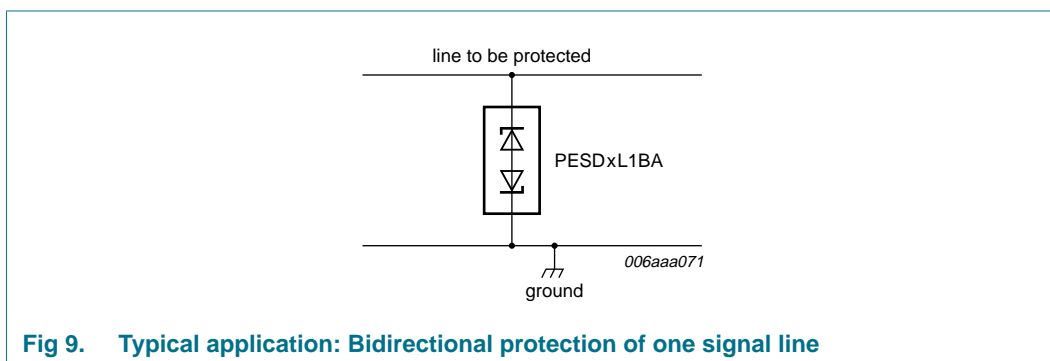 line to be protected
PESDxL1BA
006aaa071
ground
Fig 9. Typical application: Bidirectional protection of one signal line